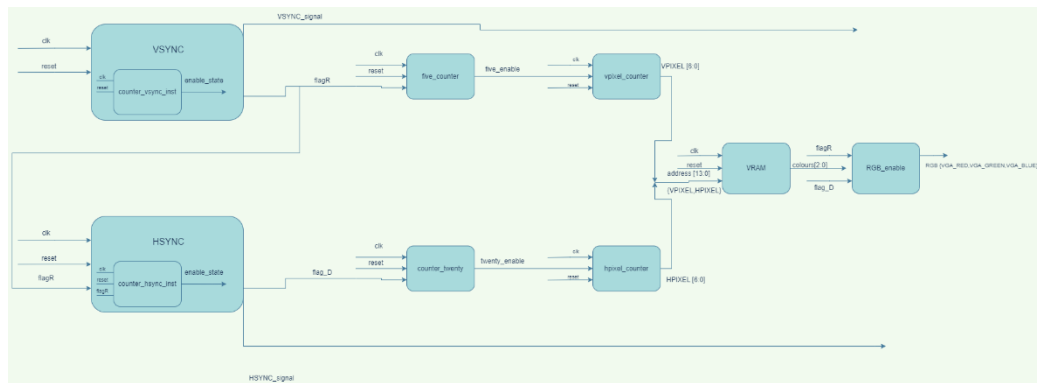 VSYNC_signal
clk
VSYNC
reset
clk
reset
counter_vsync_inst
enable_state
flagR
clk
reset
five_counter
five_enable
clk
reset
vpixel_counter
VPIXEL [6:0]
clk
reset
address [13:0]
{VPIXEL,HPIXEL}
VRAM
colours[2:0]
flagR
flag_D
RGB_enable
RGB [VGA_RED,VGA_GREEN,VGA_BLUE]
clk
HSYNC
reset
flagR
clk
reset
flagR
counter_hsync_inst
enable_state
flag_D
clk
reset
counter_twenty
twenty_enable
clk
reset
hpixel_counter
HPIXEL [6:0]
HSYNC_signal